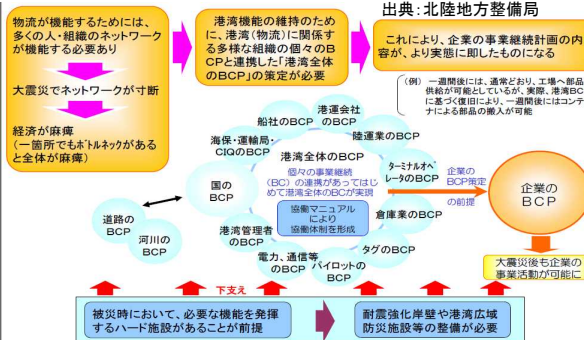 出典：北陸地方整備局
物流が機能するためには、
多くの人・組織のネットワーク
が機能する必要あり
大震災でネットワークが寸断
経済が麻痺
（一箇所でもボトルネックがある
と全体が麻痺）
港湾機能の維持のため
に、港湾（物流）に関係す
る多様な組織の個々のB
CPと連携した「港湾全体
のBCP」の策定が必要
これにより、企業の事業継続計画の内
容が、より実態に即したものになる
（例） 一週間後には、通常どおり、工場へ部品
供給が可能としているが、実際、港湾BC
に基づく復旧により、一週間後にはコンテ
ナによる部品の搬入が可能
港運会社
のBCP
船社のBCP
陸運業のBCP
海保・運輸局・
CIQのBCP
ターミナルオペ
レータのBCP
国の
BCP
港湾全体のBCP
個々の事業継続
（BC）の連携があってはじ
めて港湾全体のBCが実現
協働マニュアル
により
協働体制を形成
倉庫業のBCP
港湾管理者
のBCP
タグのBCP
電力、通信等
のBCP
パイロットのBCP
道路の
BCP
河川の
BCP
企業の
BCP策定
の前提
企業の
BCP
大震災後も企業の
事業活動が可能に
下支え
被災時において、必要な機能を発揮
するハード施設があることが前提
耐震強化岸壁や港湾広域
防災施設等の整備が必要